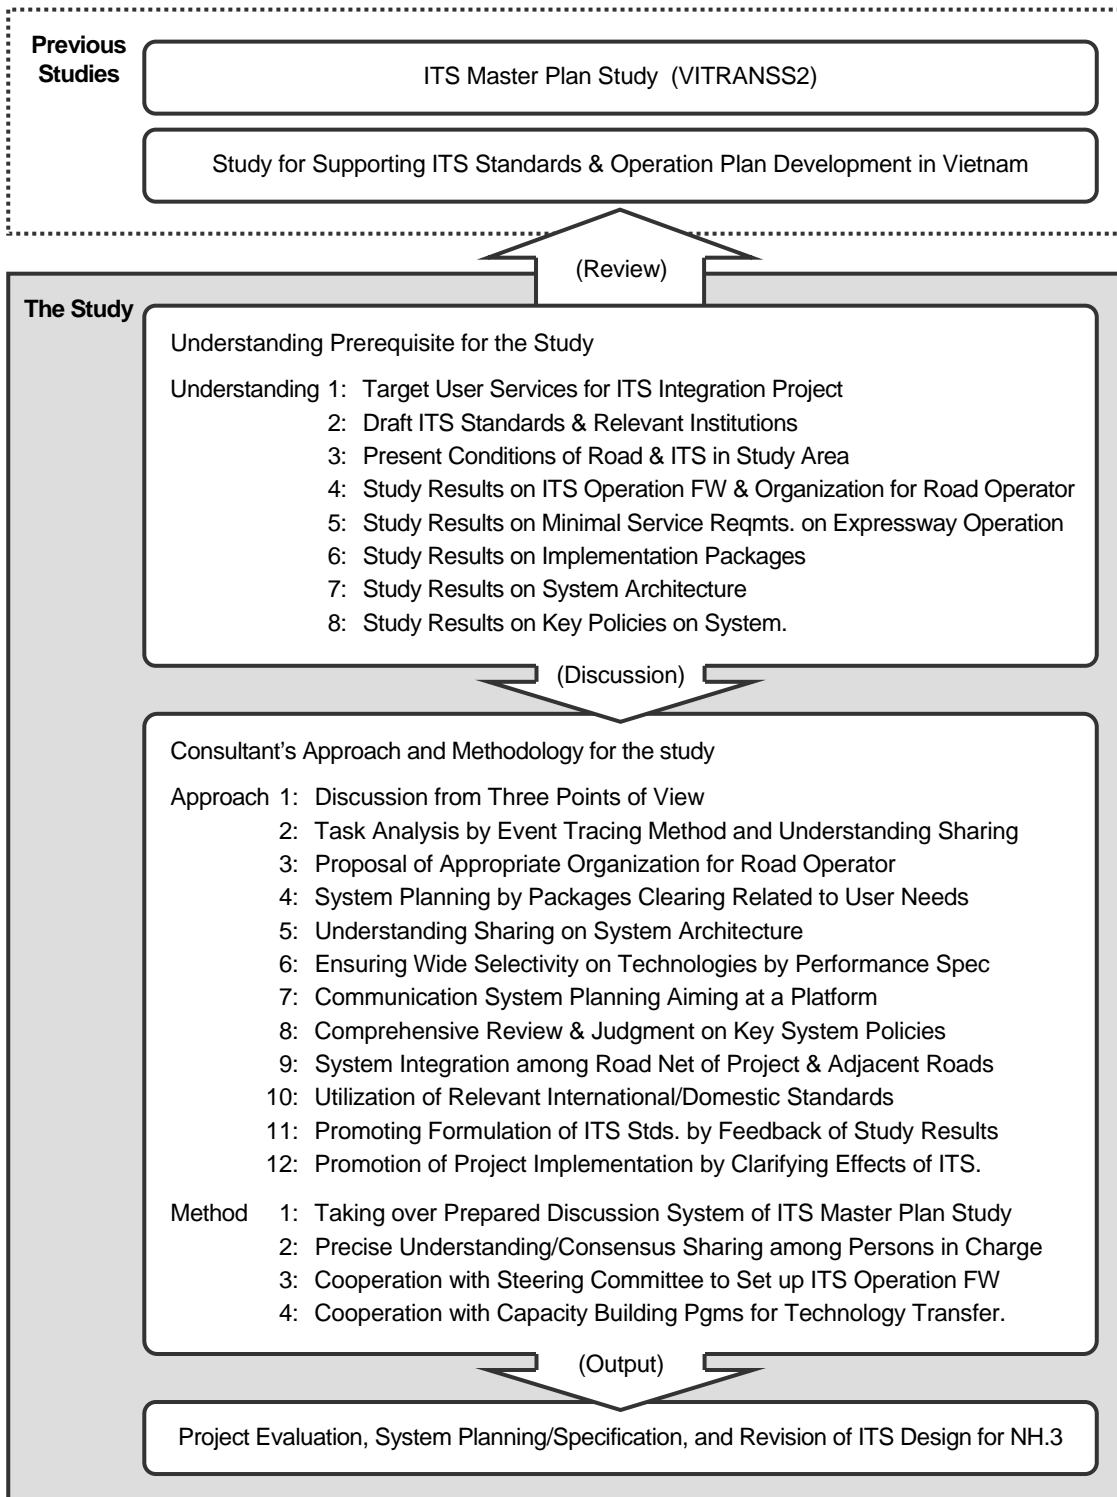 Previous
Studies
ITS Master Plan Study (VITRANSS2)
Study for Supporting ITS Standards & Operation Plan Development in Vietnam
(Review)
The Study
Understanding Prerequisite for the Study
Understanding 1: Target User Services for ITS Integration Project
2: Draft ITS Standards & Relevant Institutions
3: Present Conditions of Road & ITS in Study Area
4: Study Results on ITS Operation FW & Organization for Road Operator
5: Study Results on Minimal Service Reqmts. on Expressway Operation
6: Study Results on Implementation Packages
7: Study Results on System Architecture
8: Study Results on Key Policies on System.
(Discussion)
Consultant's Approach and Methodology for the study
Approach 1: Discussion from Three Points of View
2: Task Analysis by Event Tracing Method and Understanding Sharing
3: Proposal of Appropriate Organization for Road Operator
4: System Planning by Packages Clearing Related to User Needs
5: Understanding Sharing on System Architecture
6: Ensuring Wide Selectivity on Technologies by Performance Spec
7: Communication System Planning Aiming at a Platform
8: Comprehensive Review & Judgment on Key System Policies
9: System Integration among Road Net of Project & Adjacent Roads
10: Utilization of Relevant International/Domestic Standards
11: Promoting Formulation of ITS Stds. by Feedback of Study Results
12: Promotion of Project Implementation by Clarifying Effects of ITS.
Method 1: Taking over Prepared Discussion System of ITS Master Plan Study
2: Precise Understanding/Consensus Sharing among Persons in Charge
3: Cooperation with Steering Committee to Set up ITS Operation FW
4: Cooperation with Capacity Building Pgms for Technology Transfer.
(Output)
Project Evaluation, System Planning/Specification, and Revision of ITS Design for NH.3